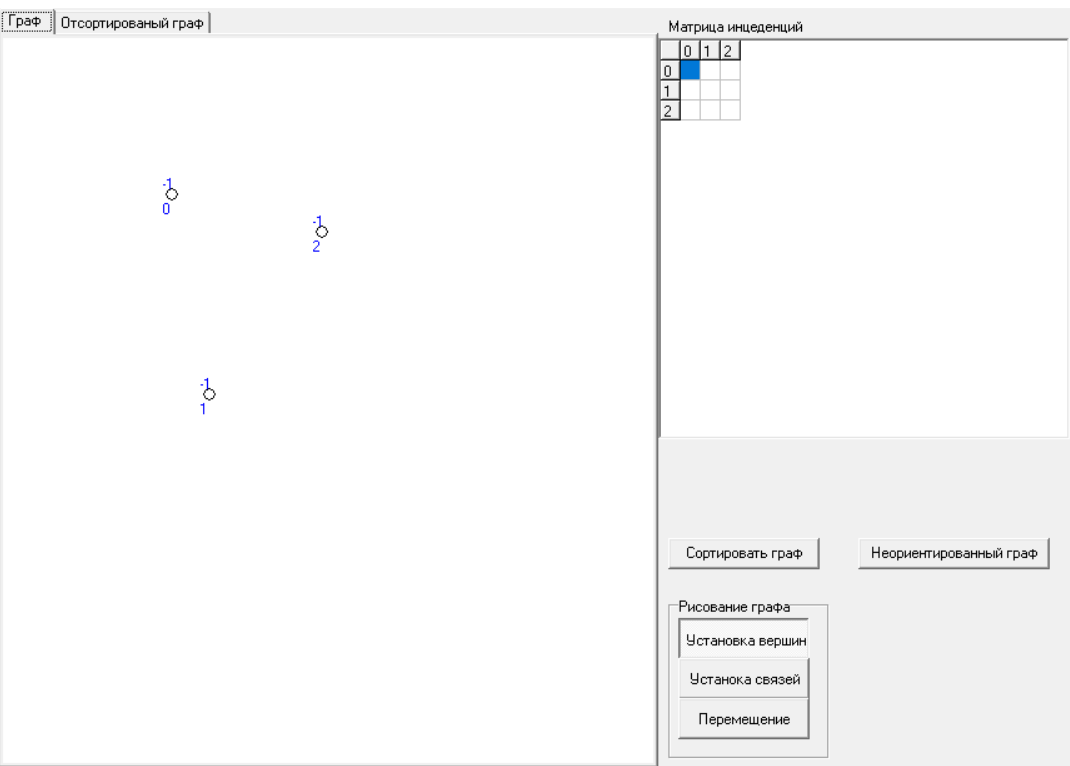 Граф Отсортированый граф
Матрица инцеденций
0 1 2
0
1
2
-1
0
-1
2
-1
1
Сортировать граф Неориентированный граф
Рисование графа
Установка вершин
Устанока связей
Перемещение